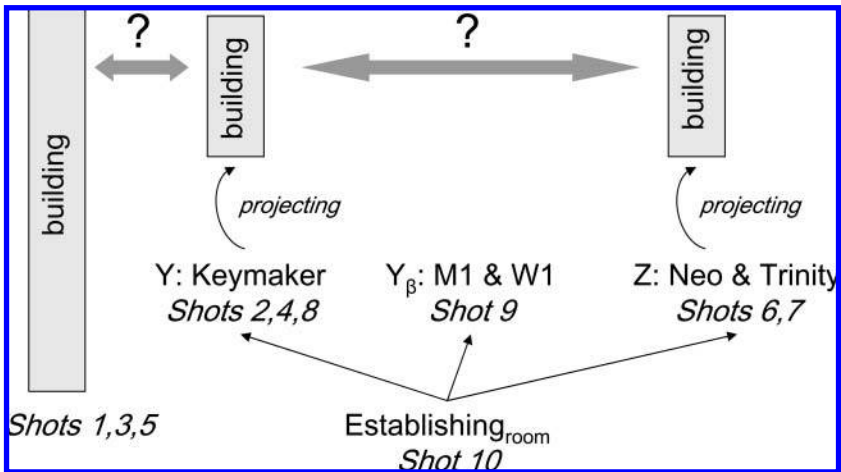 ?
?
building
building
building
projecting
projecting
Y: Keymaker
Shots 2,4,8
Yβ: M1 & W1
Shot 9
Z: Neo & Trinity
Shots 6,7
Shots 1,3,5
Establishingroom
Shot 10